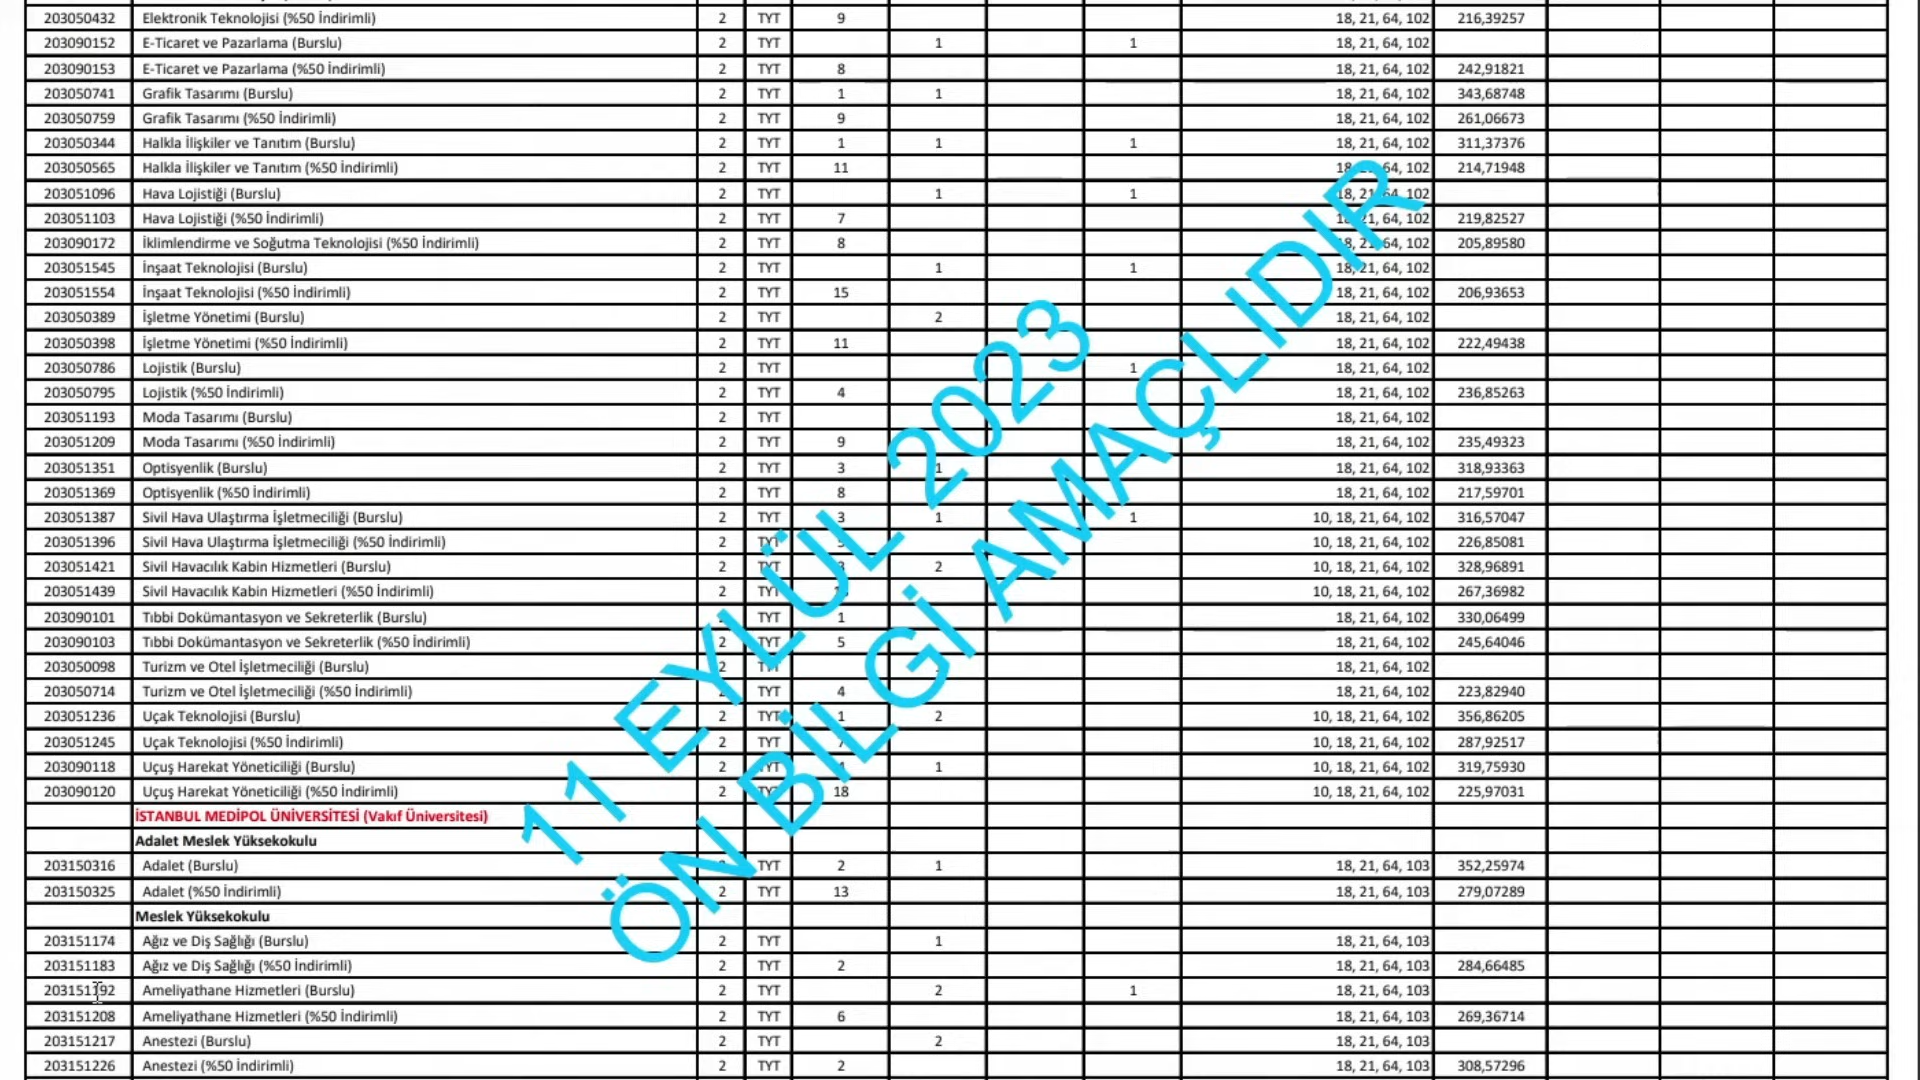 203050432 Elektronik Teknolojisi (%50 İndirimli) 2 TYT 9 18, 21, 64, 102 216,39257
203090152 E-Ticaret ve Pazarlama (Burslu) 2 TYT 1 1 18, 21, 64, 102
203090153 E-Ticaret ve Pazarlama (%50 İndirimli) 2 TYT 8 18, 21, 64, 102 242,91821
203050741 Grafik Tasarımı (Burslu) 2 TYT 1 1 18, 21, 64, 102 343,68748
203050759 Grafik Tasarımı (%50 İndirimli) 2 TYT 9 18, 21, 64, 102 261,06673
203050344 Halkla İlişkiler ve Tanıtım (Burslu) 2 TYT 1 1 1 18, 21, 64, 102 311,37376
203050565 Halkla İlişkiler ve Tanıtım (%50 İndirimli) 2 TYT 11 18, 21, 64, 102 214,71948
203051096 Hava Lojistiği (Burslu) 2 TYT 1 1 18, 21, 64, 102
203051103 Hava Lojistiği (%50 İndirimli) 2 TYT 7 18, 21, 64, 102 219,82527
203090172 İklimlendirme ve Soğutma Teknolojisi (%50 İndirimli) 2 TYT 8 18, 21, 64, 102 205,89580
203051545 İnşaat Teknolojisi (Burslu) 2 TYT 1 1 18, 21, 64, 102
203051554 İnşaat Teknolojisi (%50 İndirimli) 2 TYT 15 18, 21, 64, 102 206,93653
203050389 İşletme Yönetimi (Burslu) 2 TYT 2 18, 21, 64, 102
203050398 İşletme Yönetimi (%50 İndirimli) 2 TYT 11 18, 21, 64, 102 222,49438
203050786 Lojistik (Burslu) 2 TYT 1 18, 21, 64, 102
203050795 Lojistik (%50 İndirimli) 2 TYT 4 18, 21, 64, 102 236,85263
203051193 Moda Tasarımı (Burslu) 2 TYT 18, 21, 64, 102
203051209 Moda Tasarımı (%50 İndirimli) 2 TYT 9 18, 21, 64, 102 235,49323
203051351 Optisyenlik (Burslu) 2 TYT 3 1 18, 21, 64, 102 318,93363
203051369 Optisyenlik (%50 İndirimli) 2 TYT 8 18, 21, 64, 102 217,59701
203051387 Sivil Hava Ulaştırma İşletmeciliği (Burslu) 2 TYT 3 1 1 10, 18, 21, 64, 102 316,57047
203051396 Sivil Hava Ulaştırma İşletmeciliği (%50 İndirimli) 2 TYT 10, 18, 21, 64, 102 226,85081
203051421 Sivil Havacılık Kabin Hizmetleri (Burslu) 2 TYT 3 2 10, 18, 21, 64, 102 328,96891
203051439 Sivil Havacılık Kabin Hizmetleri (%50 İndirimli) 2 TYT 10, 18, 21, 64, 102 267,36982
203090101 Tıbbi Dokümantasyon ve Sekreterlik (Burslu) 2 TYT 1 18, 21, 64, 102 330,06499
203090103 Tıbbi Dokümantasyon ve Sekreterlik (%50 İndirimli) 2 TYT 5 18, 21, 64, 102 245,64046
203050098 Turizm ve Otel İşletmeciliği (Burslu) 2 TYT 18, 21, 64, 102
203050714 Turizm ve Otel İşletmeciliği (%50 İndirimli) 2 TYT 4 18, 21, 64, 102 223,82940
203051236 Uçak Teknolojisi (Burslu) 2 TYT 1 2 10, 18, 21, 64, 102 356,86205
203051245 Uçak Teknolojisi (%50 İndirimli) 2 TYT 7 10, 18, 21, 64, 102 287,92517
203090118 Uçuş Harekat Yöneticiliği (Burslu) 2 TYT 1 10, 18, 21, 64, 102 319,75930
203090120 Uçuş Harekat Yöneticiliği (%50 İndirimli) 2 TYT 18 10, 18, 21, 64, 102 225,97031
İSTANBUL MEDİPOL ÜNİVERSİTESİ (Vakıf Üniversitesi)
Adalet Meslek Yüksekokulu
203150316 Adalet (Burslu) 2 TYT 2 1 18, 21, 64, 103 352,25974
203150325 Adalet (%50 İndirimli) 2 TYT 13 18, 21, 64, 103 279,07289
Meslek Yüksekokulu
203151174 Ağız ve Diş Sağlığı (Burslu) 2 TYT 1 18, 21, 64, 103
203151183 Ağız ve Diş Sağlığı (%50 İndirimli) 2 TYT 2 18, 21, 64, 103 284,66485
203151192 Ameliyathane Hizmetleri (Burslu) 2 TYT 2 1 18, 21, 64, 103
203151208 Ameliyathane Hizmetleri (%50 İndirimli) 2 TYT 6 18, 21, 64, 103 269,36714
203151217 Anestezi (Burslu) 2 TYT 2 18, 21, 64, 103
203151226 Anestezi (%50 İndirimli) 2 TYT 2 18, 21, 64, 103 308,57296
11 EYLÜL 2023
ÖN BİLGİ AMAÇLIDIR